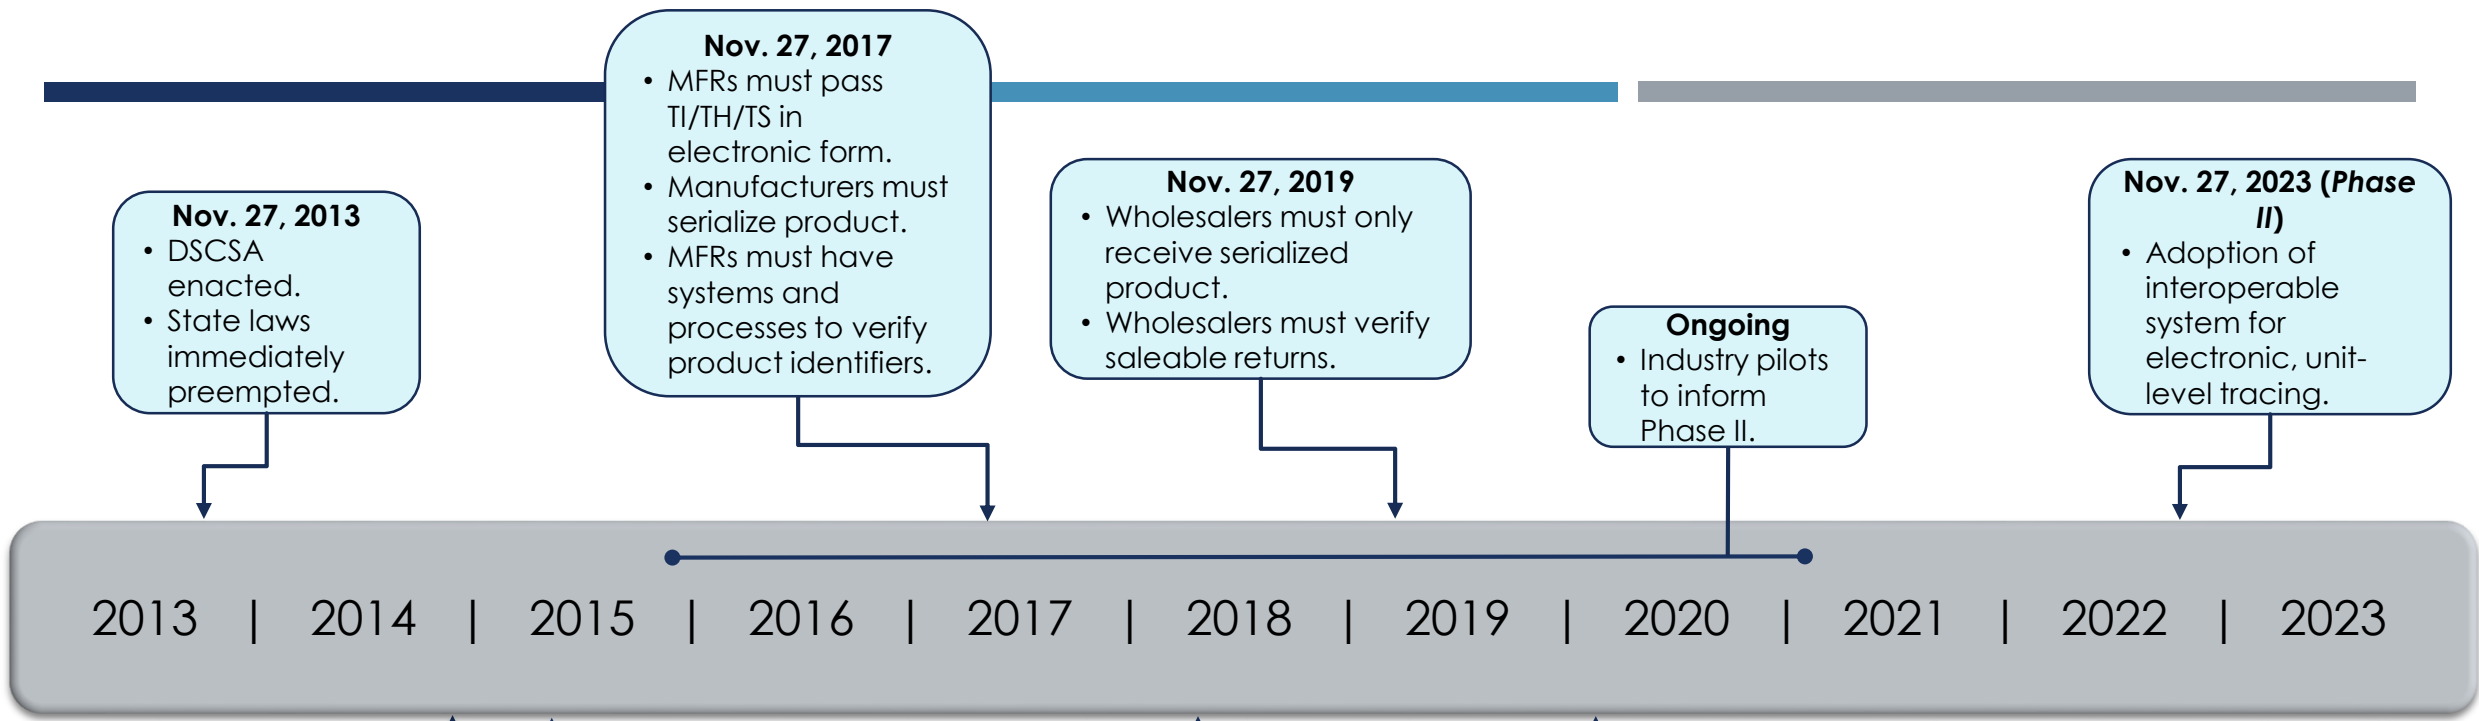 Nov. 27, 2013
• DSCSA
enacted.
• State laws
immediately
preempted.
Nov. 27, 2017
• MFRs must pass
TI/TH/TS in
electronic form.
• Manufacturers must
serialize product.
• MFRs must have
systems and
processes to verify
product identifiers.
Nov. 27, 2019
• Wholesalers must only
receive serialized
product.
• Wholesalers must verify
saleable returns.
Ongoing
• Industry pilots
to inform
Phase II.
Nov. 27, 2023 (Phase
II)
• Adoption of
interoperable
system for
electronic, unit-
level tracing.
2013 | 2014 | 2015 | 2016 | 2017 | 2018 | 2019 | 2020 | 2021 | 2022 | 2023